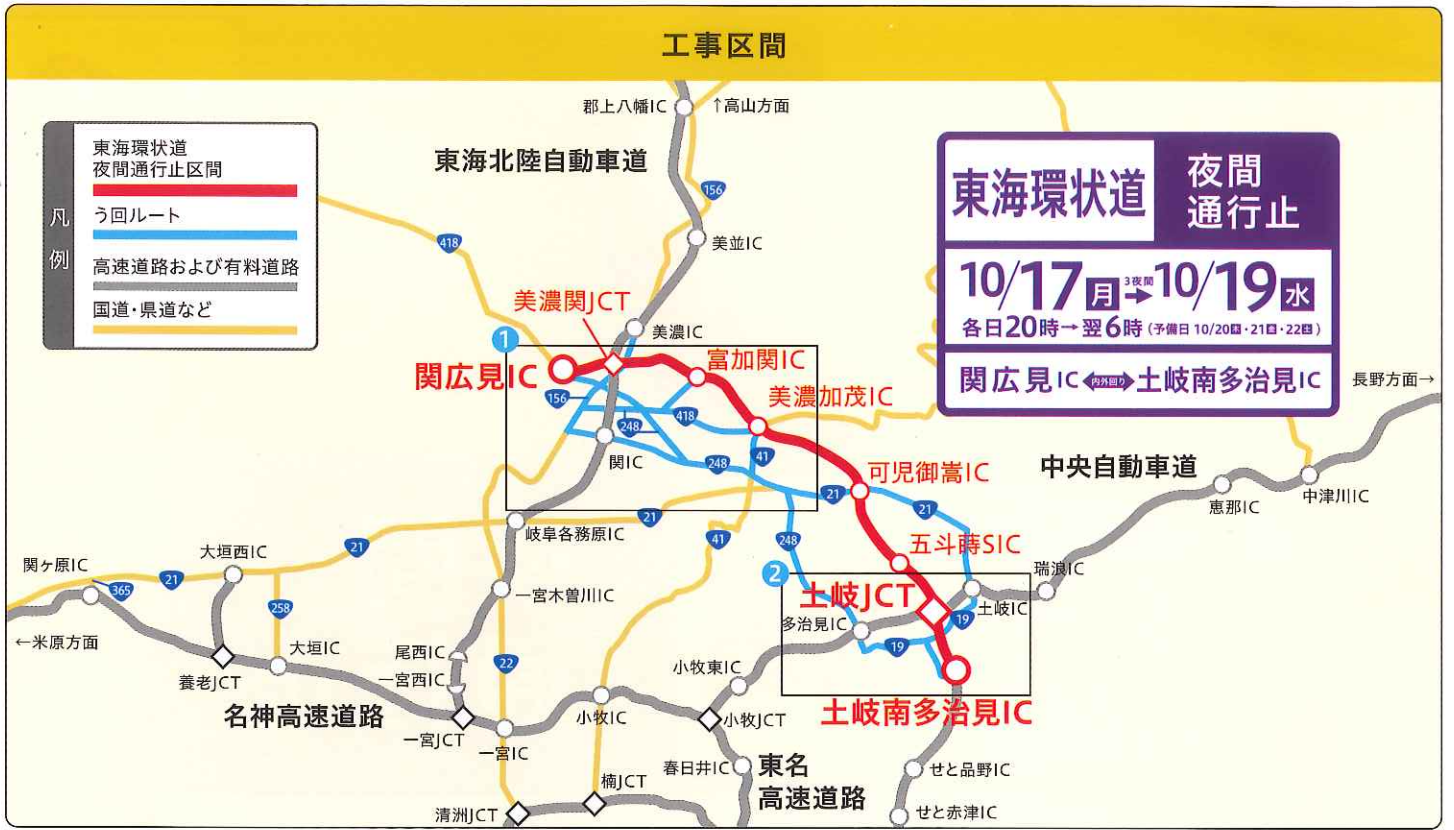 工事区間
凡例
東海環状道
夜間通行止区間
う回ルート
高速道路および有料道路
国道・県道など
東海環状道
夜間
通行止
10/17月 3夜間→ 10/19水
各日20時→翌6時(予備日 10/20木・21金・22土)
関広見IC 内外回り 土岐南多治見IC
郡上八幡IC
↑高山方面
東海北陸自動車道
156
418
美並IC
美濃関JCT
美濃IC
1
関広見IC
富加関IC
美濃加茂IC
156
248
418
関IC
248
41
長野方面→
中央自動車道
可児御嵩IC
21
21
恵那IC
中津川IC
岐阜各務原IC
21
41
248
五斗蒔SIC
関ヶ原IC
大垣西IC
21
21
365
258
一宮木曽川IC
2
土岐JCT
瑞浪IC
土岐IC
多治見IC
19
19
←米原方面
大垣IC
尾西IC
一宮西IC
22
養老JCT
小牧東IC
名神高速道路
小牧IC
小牧JCT
土岐南多治見IC
一宮JCT
一宮IC
春日井IC
東名
高速道路
せと品野IC
楠JCT
清洲JCT
せと赤津IC